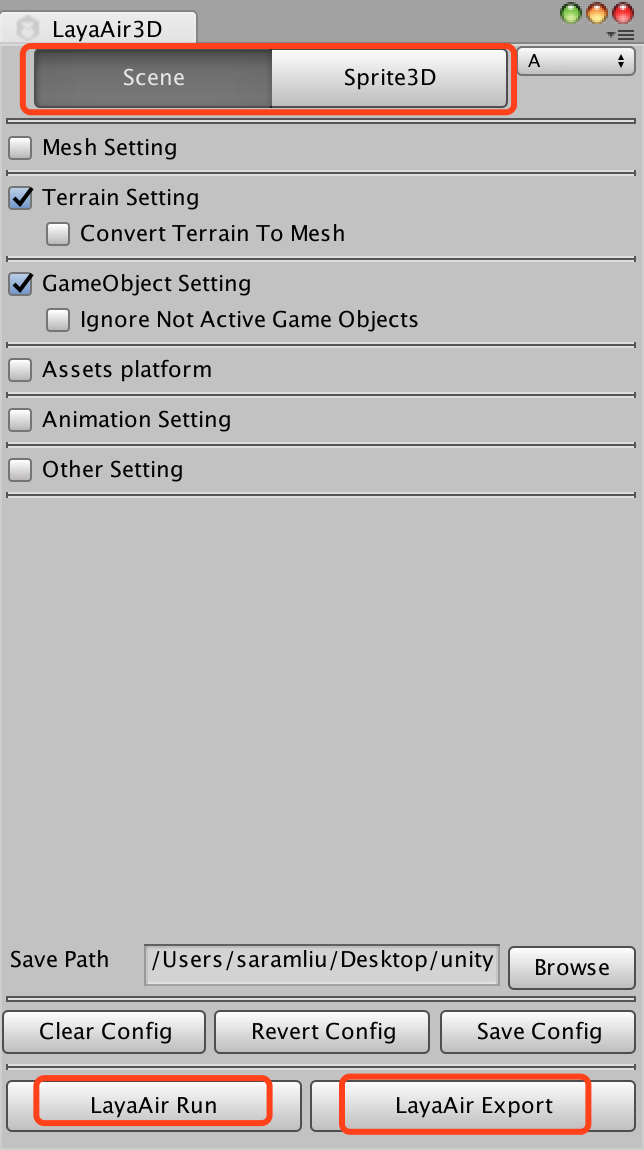 LayaAir3D
Scene Sprite3D A
Mesh Setting
Terrain Setting
Convert Terrain To Mesh
GameObject Setting
Ignore Not Active Game Objects
Assets platform
Animation Setting
Other Setting
Save Path /Users/saramliu/Desktop/unity Browse
Clear Config Revert Config Save Config
LayaAir Run LayaAir Export